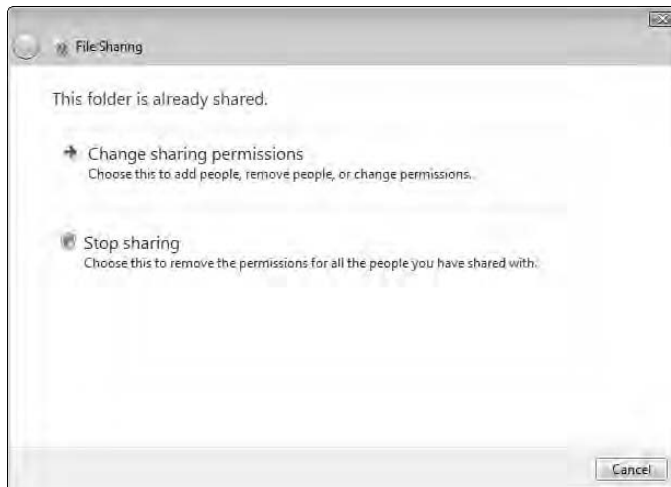 File Sharing
This folder is already shared.
Change sharing permissions
Choose this to add people, remove people, or change permissions.
Stop sharing
Choose this to remove the permissions for all the people you have shared with.
Cancel